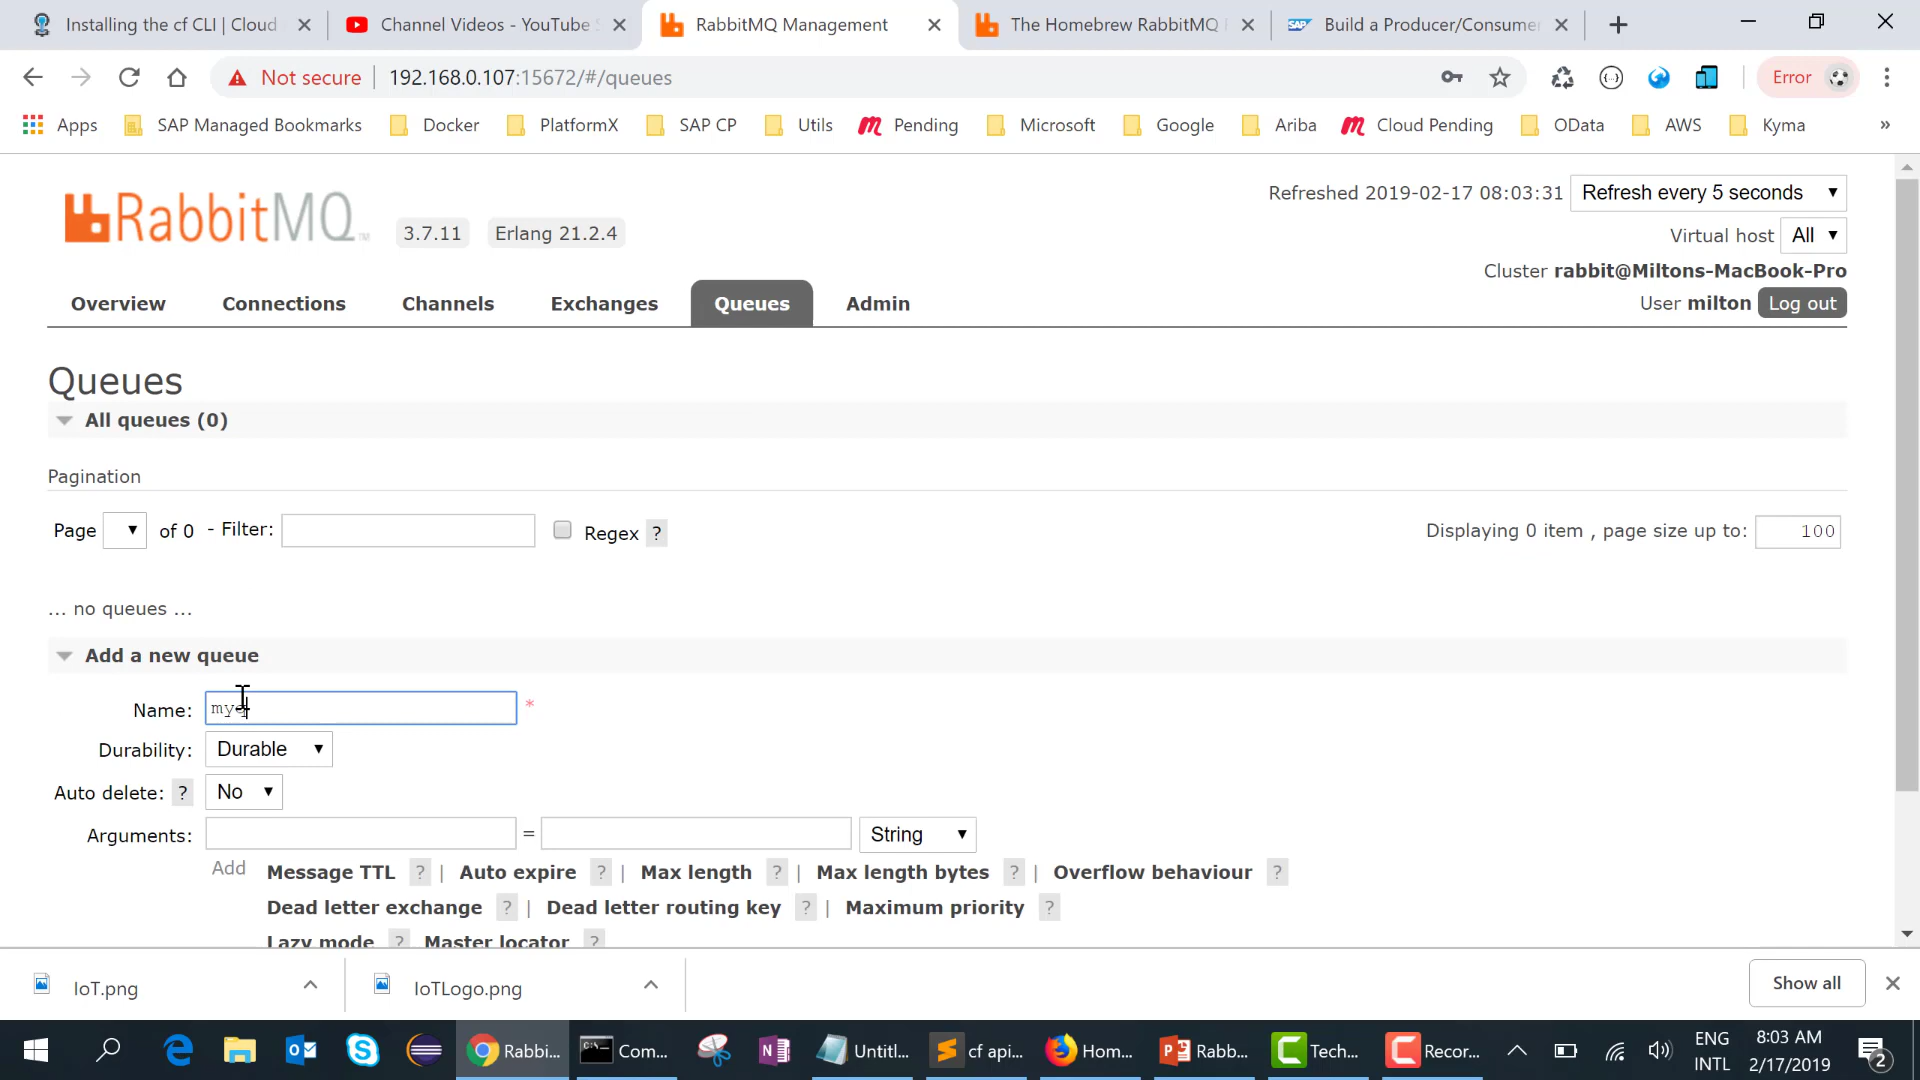 Installing the cf CLI | Cloud
Channel Videos - YouTube S
RabbitMQ Management
The Homebrew RabbitMQ F
Build a Producer/Consumer
Not secure
192.168.0.107:15672/#/queues
Error
Apps
SAP Managed Bookmarks
Docker
PlatformX
SAP CP
Utils
Pending
Microsoft
Google
Ariba
Cloud Pending
OData
AWS
Kyma
»
RabbitMQ
TM
3.7.11
Erlang 21.2.4
Refreshed 2019-02-17 08:03:31
Refresh every 5 seconds
Virtual host All
Cluster rabbit@Miltons-MacBook-Pro
User milton Log out
Overview
Connections
Channels
Exchanges
Queues
Admin
Queues
All queues (0)
Pagination
Page of 0 - Filter: Regex ?
Displaying 0 item , page size up to: 100
... no queues ...
Add a new queue
Name: myq *
Durability: Durable
Auto delete: ? No
Arguments: = String
Add Message TTL ? | Auto expire ? | Max length ? | Max length bytes ? | Overflow behaviour ?
Dead letter exchange ? | Dead letter routing key ? | Maximum priority ?
Lazy mode ? Master locator ?
IoT.png
IoTLogo.png
Show all
Rabbi...
Com...
Untitl...
cf api...
Hom...
Rabb...
Tech...
Recor...
ENG
INTL
8:03 AM
2/17/2019
2